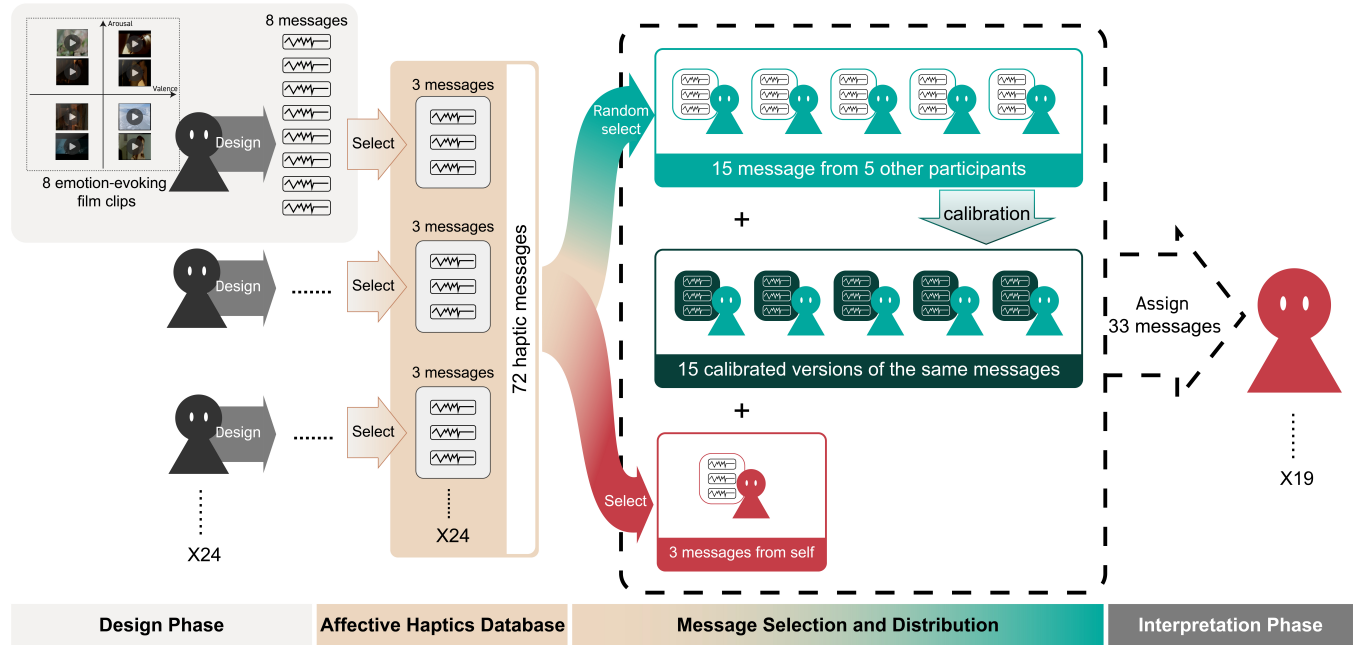 Arousal
Valence
8 emotion-evoking
film clips
8 messages
Design
Select
3 messages
Design
........
Select
3 messages
Design
........
Select
3 messages
X24
X24
72 haptic messages
Random
select
15 message from 5 other participants
+
calibration
15 calibrated versions of the same messages
+
Select
3 messages from self
Assign
33 messages
X19
Design Phase
Affective Haptics Database
Message Selection and Distribution
Interpretation Phase